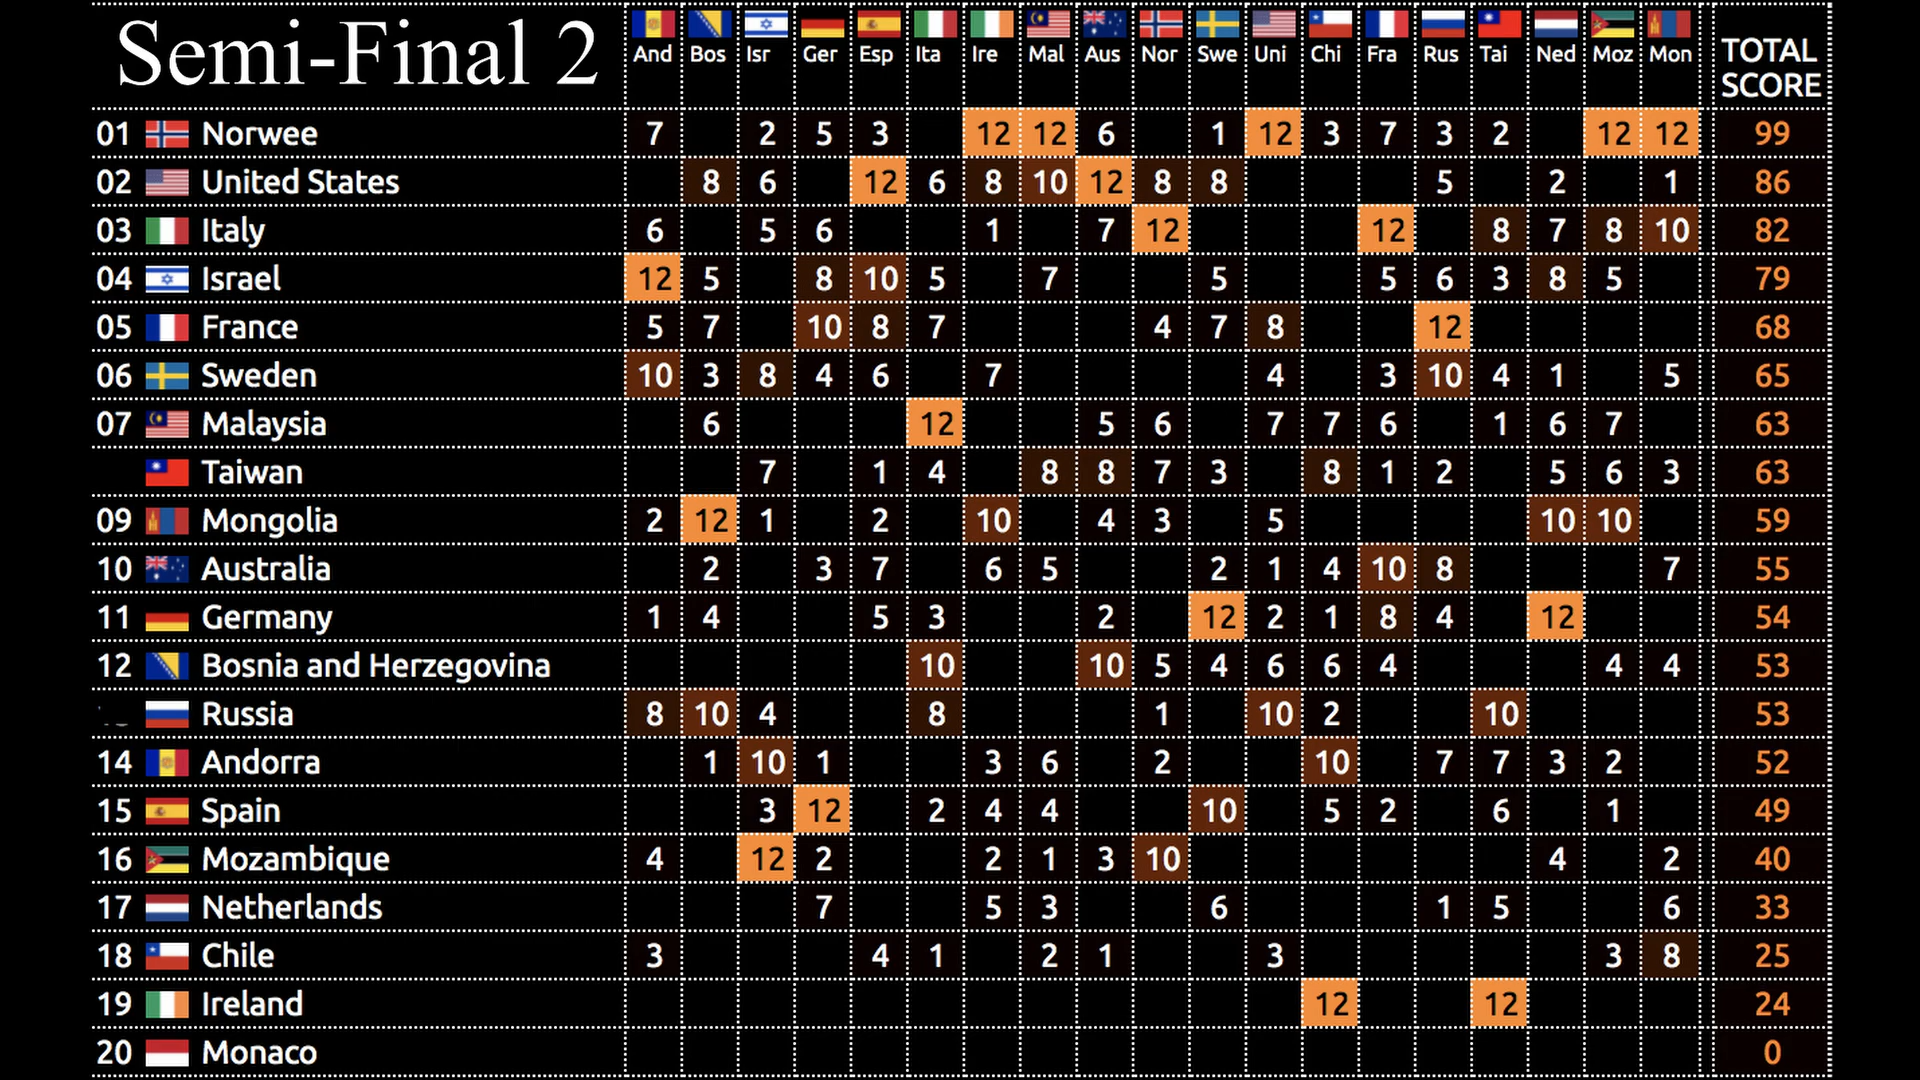 Semi-Final 2 And Bos Isr Ger Esp Ita Ire Mal Aus Nor Swe Uni Chi Fra Rus Tai Ned Moz Mon TOTAL SCORE
01 Norwee 7 2 5 3 12 12 6 1 12 3 7 3 2 12 12 99
02 United States 8 6 12 6 8 10 12 8 8 5 2 1 86
03 Italy 6 5 6 1 7 12 12 8 7 8 10 82
04 Israel 12 5 8 10 5 7 5 5 6 3 8 5 79
05 France 5 7 10 8 7 4 7 8 12 68
06 Sweden 10 3 8 4 6 7 4 3 10 4 1 5 65
07 Malaysia 6 12 5 6 7 7 6 1 6 7 63
Taiwan 7 1 4 8 8 7 3 8 1 2 5 6 3 63
09 Mongolia 2 12 1 2 10 4 3 5 10 10 59
10 Australia 2 3 7 6 5 2 1 4 10 8 7 55
11 Germany 1 4 5 3 2 12 2 1 8 4 12 54
12 Bosnia and Herzegovina 10 10 5 4 6 6 4 4 4 53
Russia 8 10 4 8 1 10 2 10 53
14 Andorra 1 10 1 3 6 2 10 7 7 3 2 52
15 Spain 3 12 2 4 4 10 5 2 6 1 49
16 Mozambique 4 12 2 2 1 3 10 4 2 40
17 Netherlands 7 5 3 6 1 5 6 33
18 Chile 3 4 1 2 1 3 3 8 25
19 Ireland 12 12 24
20 Monaco 0